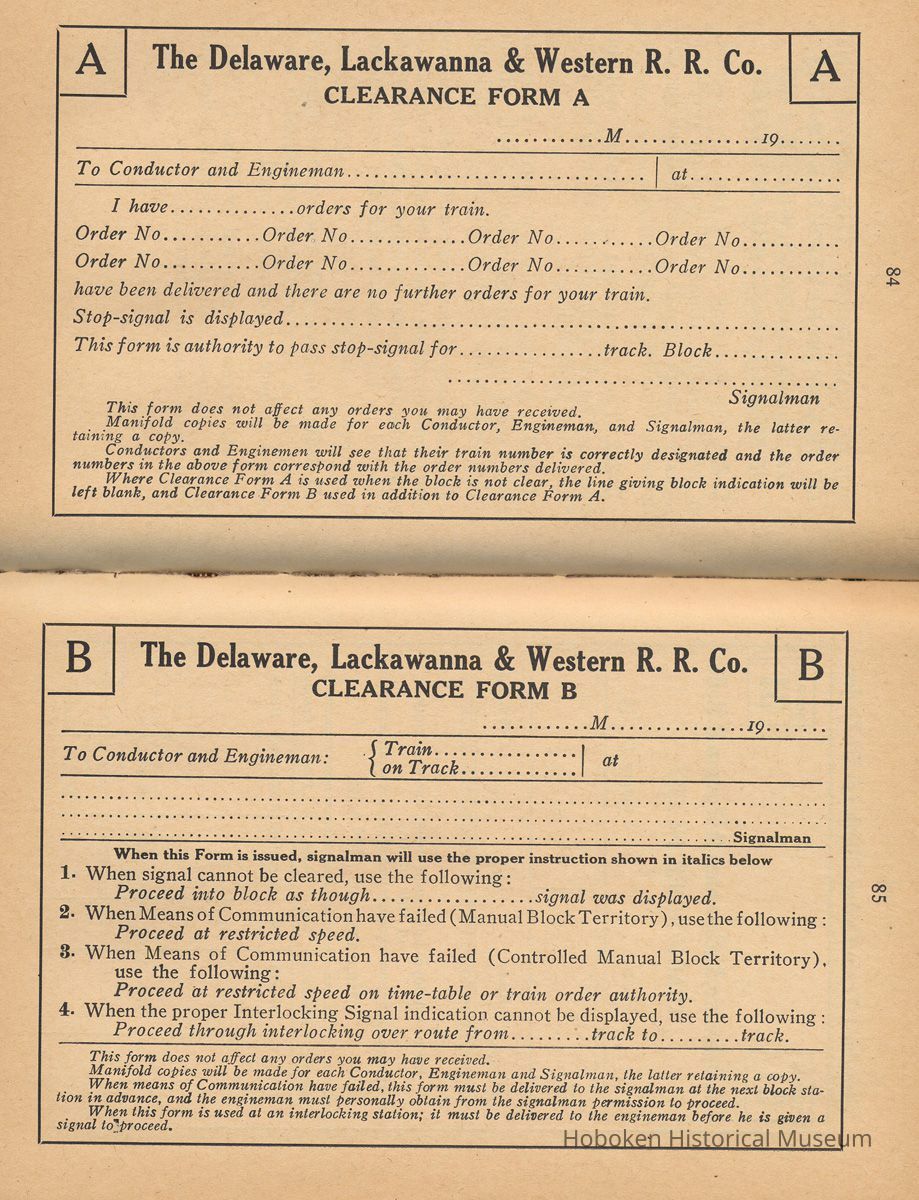 A The Delaware, Lackawanna & Western R. R. Co. A
CLEARANCE FORM A
............M...............19.......
To Conductor and Engineman................................. | at.................
I have..............orders for your train.
Order No...........Order No............Order No...........Order No...........
Order No...........Order No............Order No...........Order No...........
have been delivered and there are no further orders for your train.
Stop-signal is displayed............................................................
This form is authority to pass stop-signal for................track. Block..............
............................................
Signalman
This form does not affect any orders you may have received.
Manifold copies will be made for each Conductor, Engineman, and Signalman, the latter re-
taining a copy.
Conductors and Enginemen will see that their train number is correctly designated and the order
numbers in the above form correspond with the order numbers delivered.
Where Clearance Form A is used when the block is not clear, the line giving block indication will be
left blank, and Clearance Form B used in addition to Clearance Form A.
84
B The Delaware, Lackawanna & Western R. R. Co. B
CLEARANCE FORM B
............M...............19.......
To Conductor and Engineman: { Train................ | at
on Track.............
....................................................................................
....................................................................................
..........................................................................Signalman
When this Form is issued, signalman will use the proper instruction shown in italics below
1. When signal cannot be cleared, use the following:
Proceed into block as though..................signal was displayed.
2. When Means of Communication have failed (Manual Block Territory), use the following:
Proceed at restricted speed.
3. When Means of Communication have failed (Controlled Manual Block Territory),
use the following:
Proceed at restricted speed on time-table or train order authority.
4. When the proper Interlocking Signal indication cannot be displayed, use the following:
Proceed through interlocking over route from.........track to.........track.
This form does not affect any orders you may have received.
Manifold copies will be made for each Conductor, Engineman and Signalman, the latter retaining a copy.
When means of Communication have failed, this form must be delivered to the signalman at the next block sta-
tion in advance, and the engineman must personally obtain from the signalman permission to proceed.
When this form is used at an interlocking station; it must be delivered to the engineman before he is given a
signal to proceed.
85
Hoboken Historical Museum